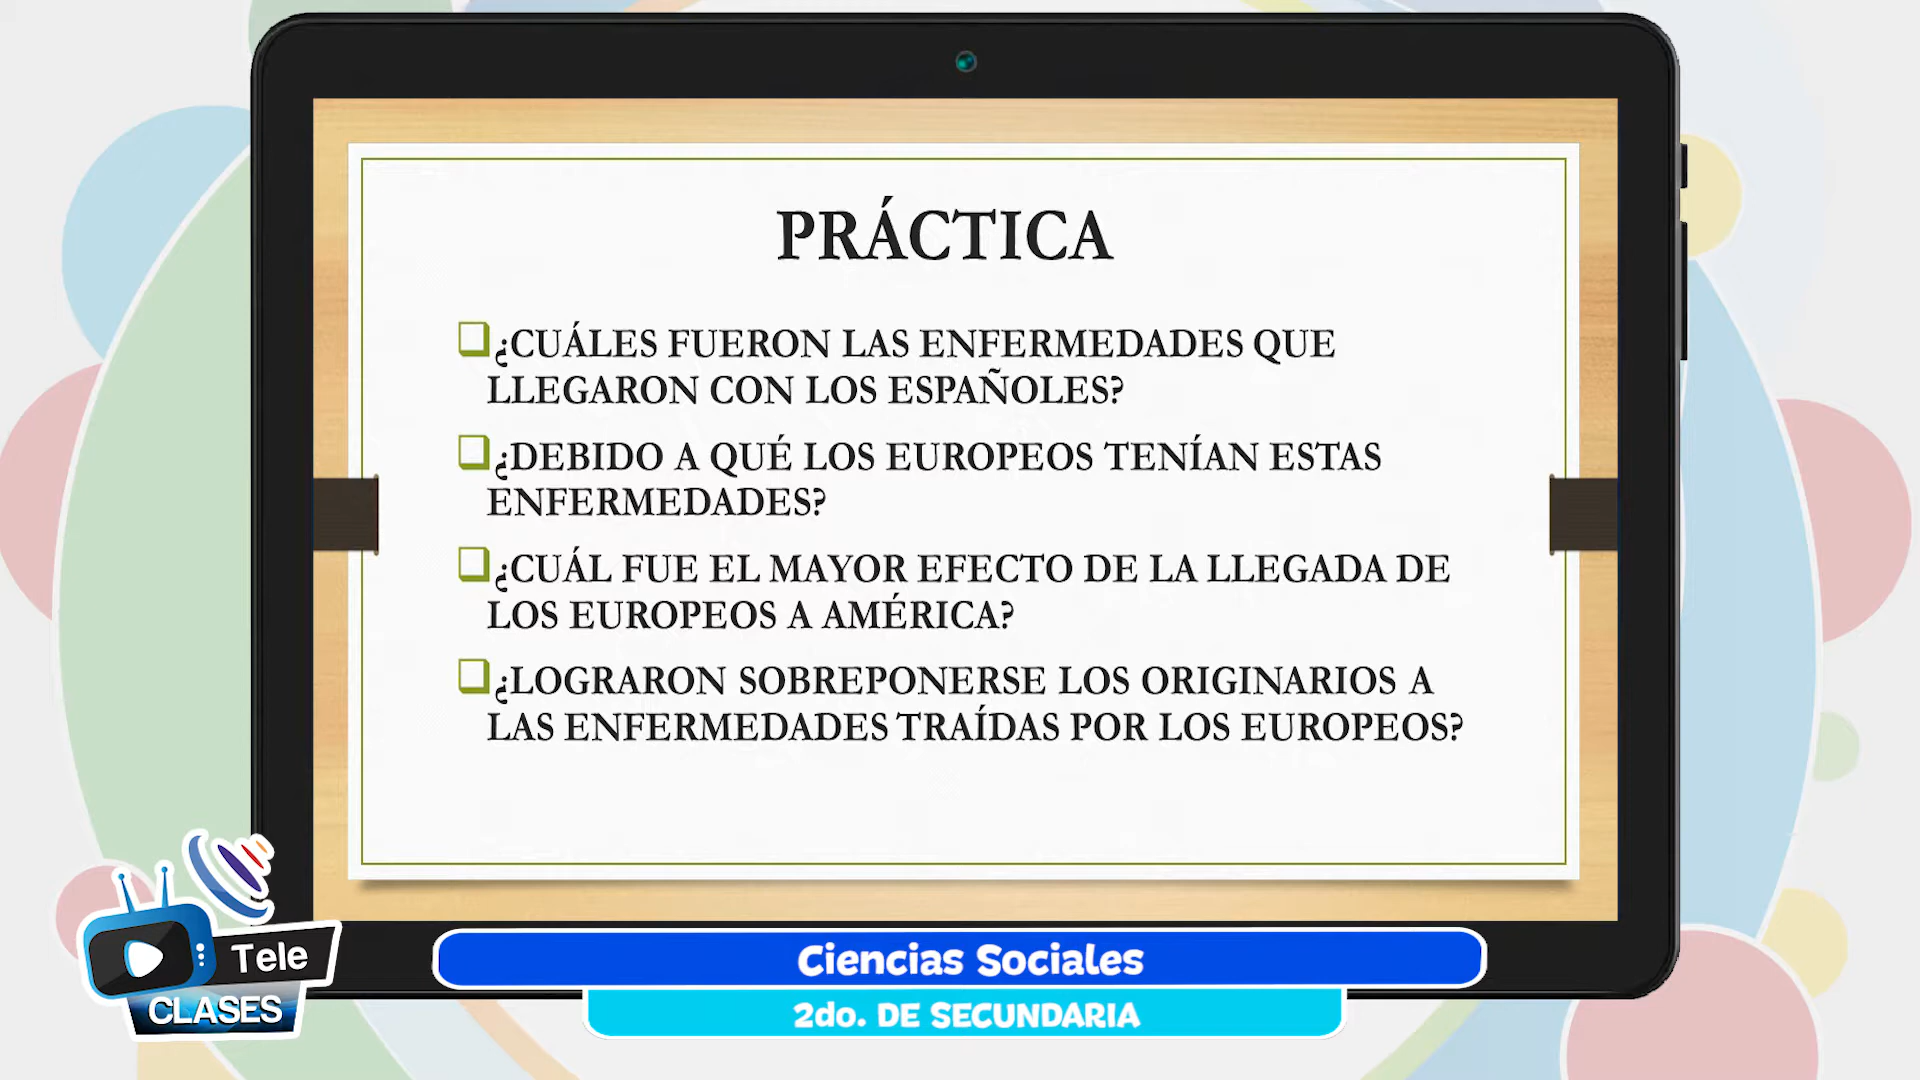 PRÁCTICA
¿CUÁLES FUERON LAS ENFERMEDADES QUE
LLEGARON CON LOS ESPAÑOLES?
¿DEBIDO A QUÉ LOS EUROPEOS TENÍAN ESTAS
ENFERMEDADES?
¿CUÁL FUE EL MAYOR EFECTO DE LA LLEGADA DE
LOS EUROPEOS A AMÉRICA?
¿LOGRARON SOBREPONERSE LOS ORIGINARIOS A
LAS ENFERMEDADES TRAÍDAS POR LOS EUROPEOS?
Tele
CLASES
Ciencias Sociales
2do. DE SECUNDARIA